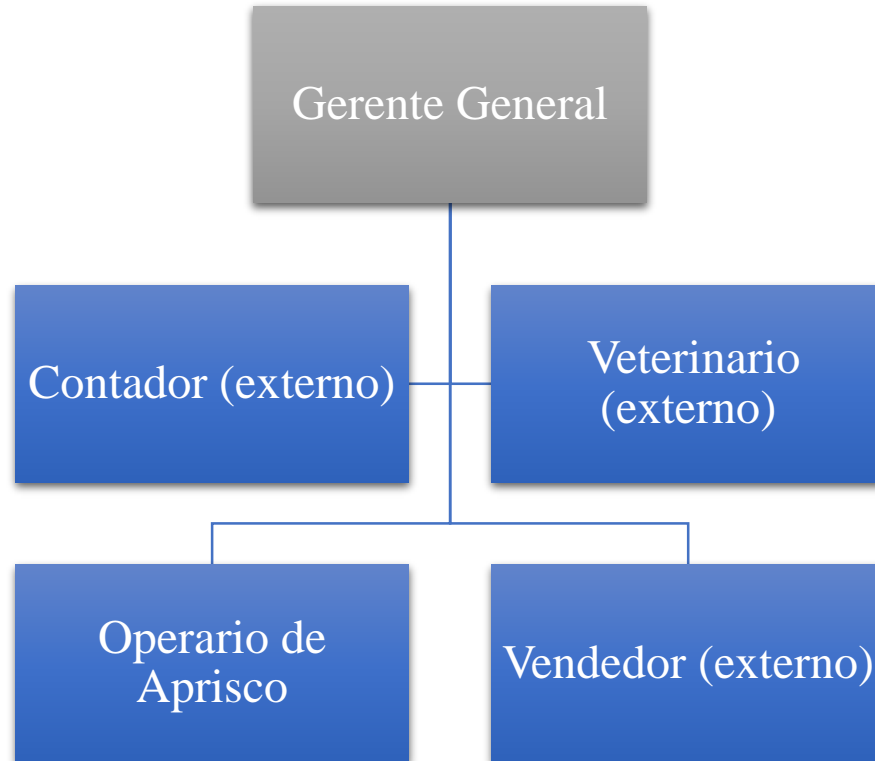 Gerente General
Contador (externo)
Veterinario
(externo)
Operario de
Aprisco
Vendedor (externo)